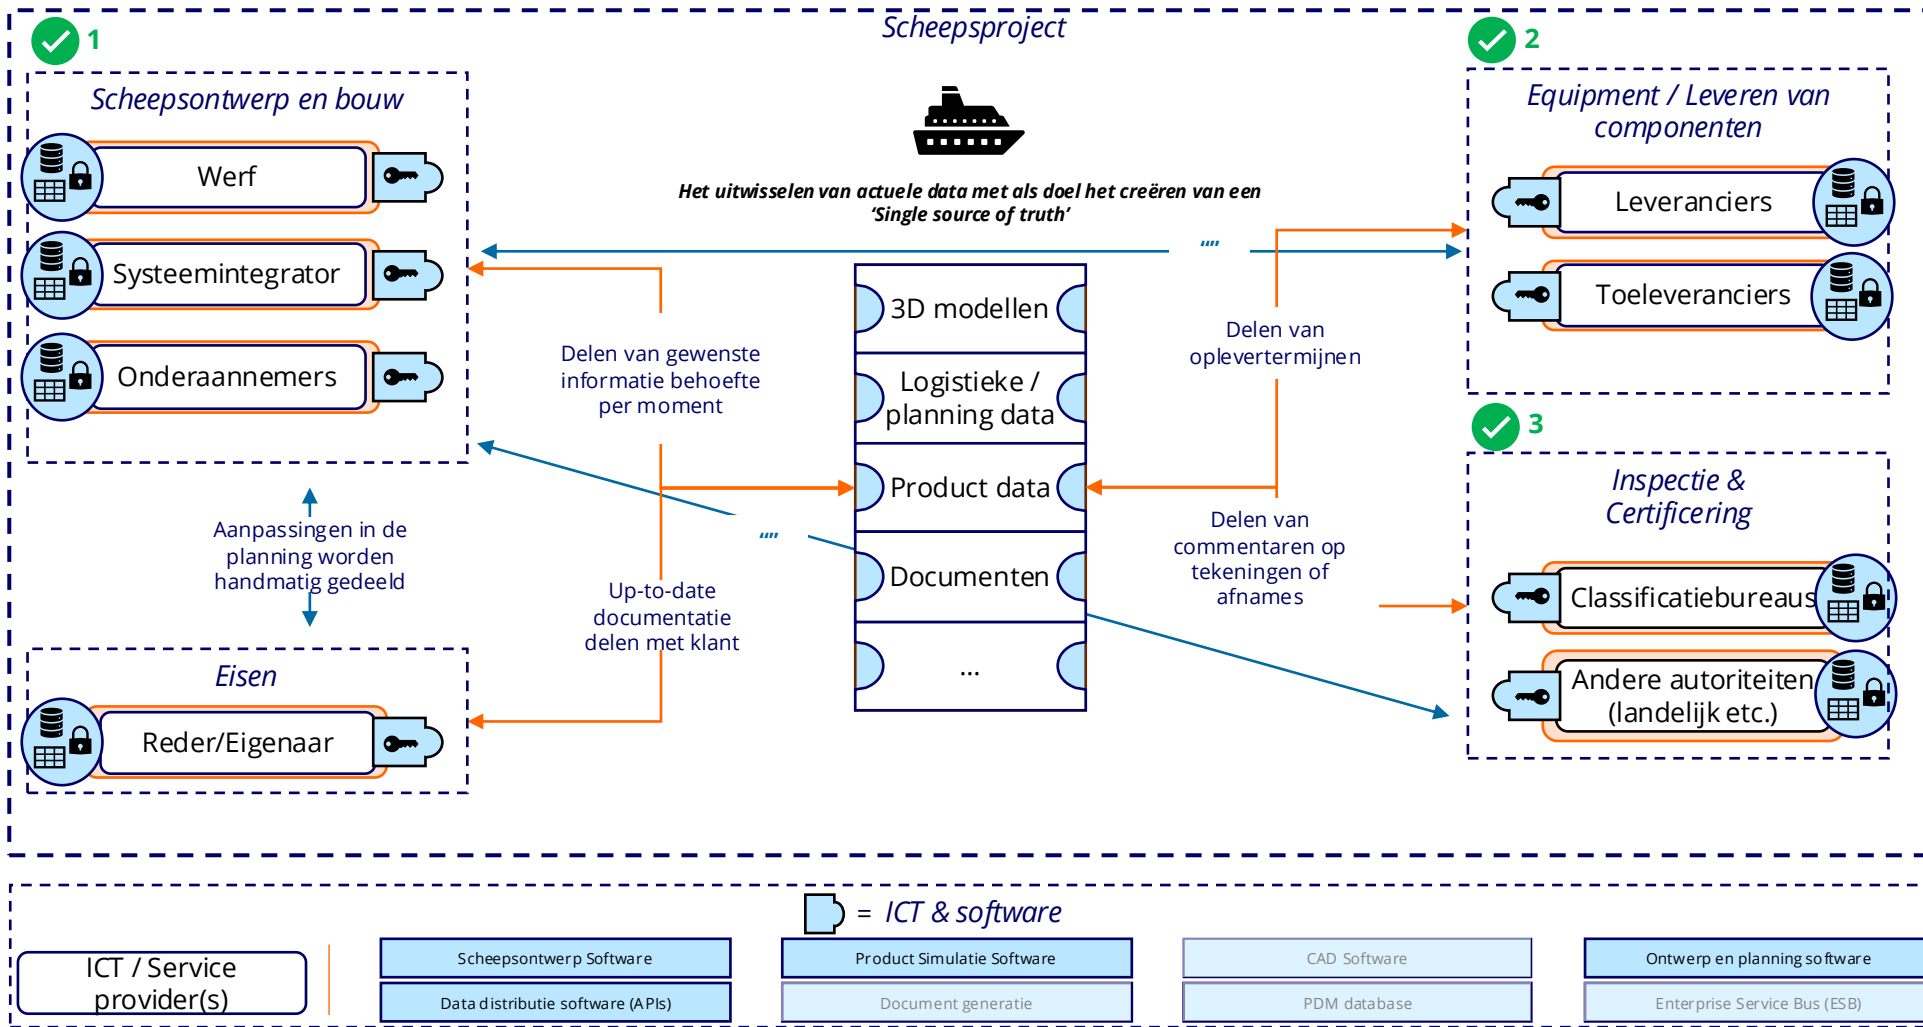 Scheepsproject
1
Scheepsontwerp en bouw
Werf
Systeemintegrator
Onderaannemers
Aanpassingen in de
planning worden
handmatig gedeeld
Eisen
Reder/Eigenaar
Het uitwisselen van actuele data met als doel het creëren van een
‘Single source of truth’
“”
Delen van gewenste
informatie behoefte
per moment
“”
Up-to-date
documentatie
delen met klant
3D modellen
Logistieke /
planning data
Product data
Documenten
...
Delen van
oplevertermijnen
Delen van
commentaren op
tekeningen of
afnames
2
Equipment / Leveren van
componenten
Leveranciers
Toeleveranciers
3
Inspectie &
Certificering
Classificatiebureaus
Andere autoriteiten
(landelijk etc.)
= ICT & software
ICT / Service
provider(s)
Scheepsontwerp Software
Product Simulatie Software
CAD Software
Ontwerp en planning software
Data distributie software (APIs)
Document generatie
PDM database
Enterprise Service Bus (ESB)